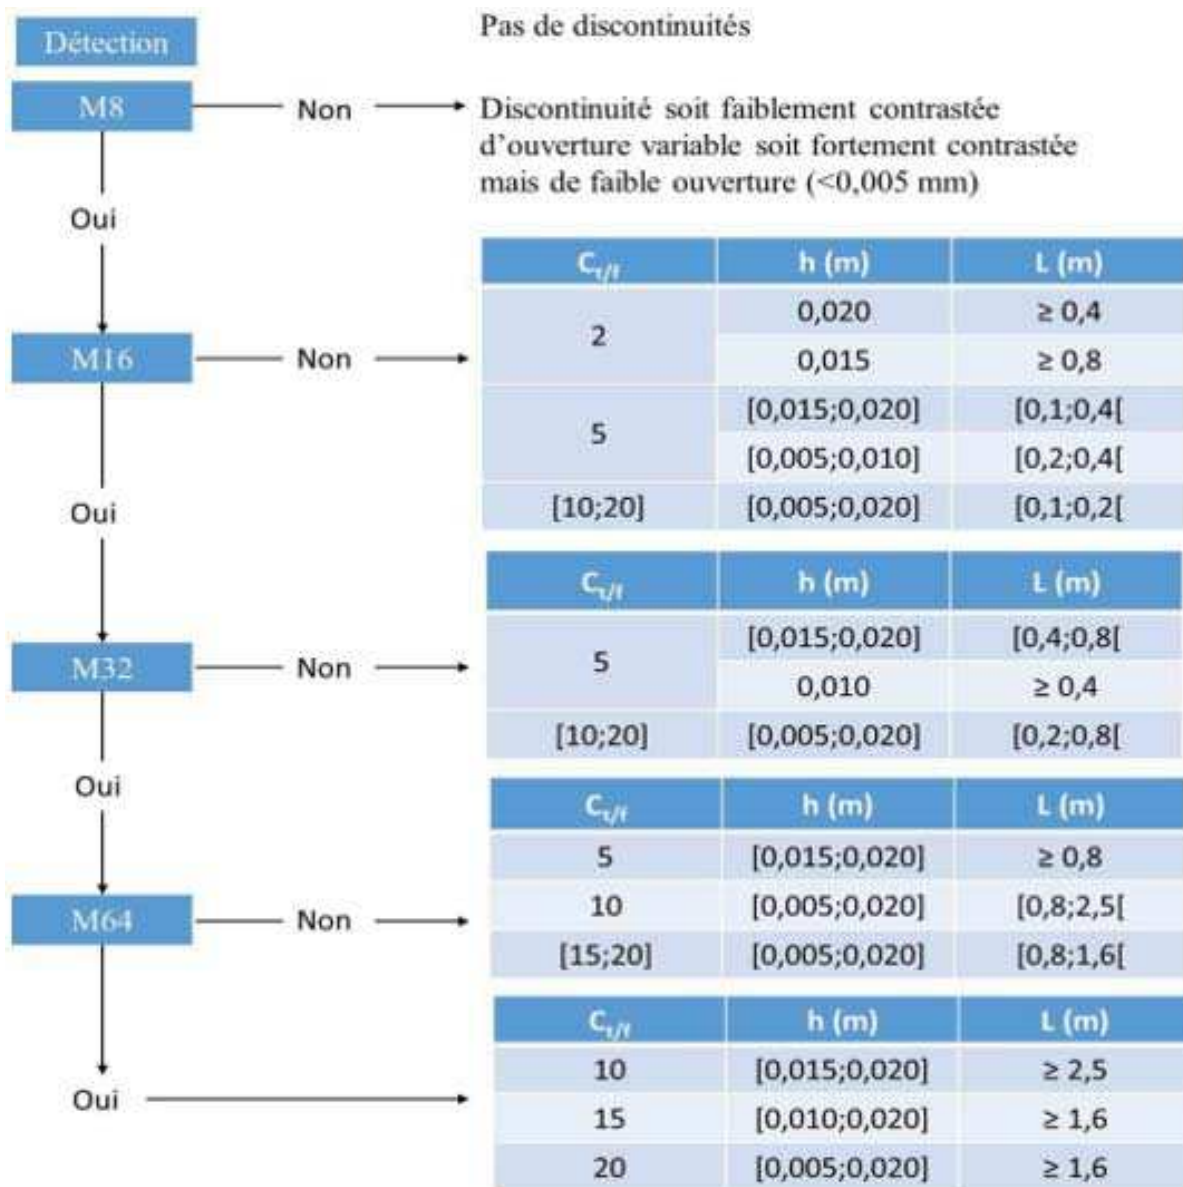 Détection
Pas de discontinuités
M8
Non
Discontinuité soit faiblement contrastée
d'ouverture variable soit fortement contrastée
mais de faible ouverture (<0,005 mm)
Oui
M16
Non
C t/f h (m) L (m)
2 0,020 ≥ 0,4
0,015 ≥ 0,8
5 [0,015;0,020] [0,1;0,4[
[0,005;0,010] [0,2;0,4[
[10;20] [0,005;0,020] [0,1;0,2[
Oui
M32
Non
C t/f h (m) L (m)
5 [0,015;0,020] [0,4;0,8[
0,010 ≥ 0,4
[10;20] [0,005;0,020] [0,2;0,8[
Oui
M64
Non
C t/f h (m) L (m)
5 [0,015;0,020] ≥ 0,8
10 [0,005;0,020] [0,8;2,5[
[15;20] [0,005;0,020] [0,8;1,6[
Oui
C t/f h (m) L (m)
10 [0,015;0,020] ≥ 2,5
15 [0,010;0,020] ≥ 1,6
20 [0,005;0,020] ≥ 1,6